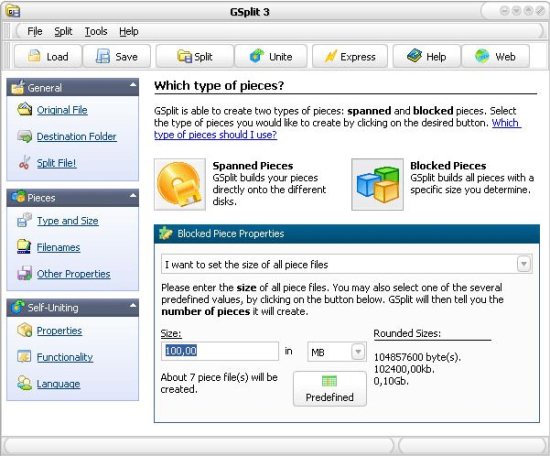 GSplit 3
File Split Tools Help
Load Save Split Unite Express Help Web
General
Original File
Destination Folder
Split File!
Pieces
Type and Size
Filenames
Other Properties
Self-Uniting
Properties
Functionality
Language
Which type of pieces?
GSplit is able to create two types of pieces: spanned and blocked pieces. Select
the type of pieces you would like to create by clicking on the desired button. Which
type of pieces should I use?
Spanned Pieces
GSplit builds your pieces
directly onto the different
disks.
Blocked Pieces
GSplit builds all pieces with a
specific size you determine.
Blocked Piece Properties
I want to set the size of all piece files
Please enter the size of all piece files. You may also select one of the several
predefined values, by clicking on the button below. GSplit will then tell you the
number of pieces it will create.
Size:
100,00 in MB
About 7 piece file(s) will be
created.
Predefined
Rounded Sizes:
104857600 byte(s).
102400,00kb.
0,10Gb.